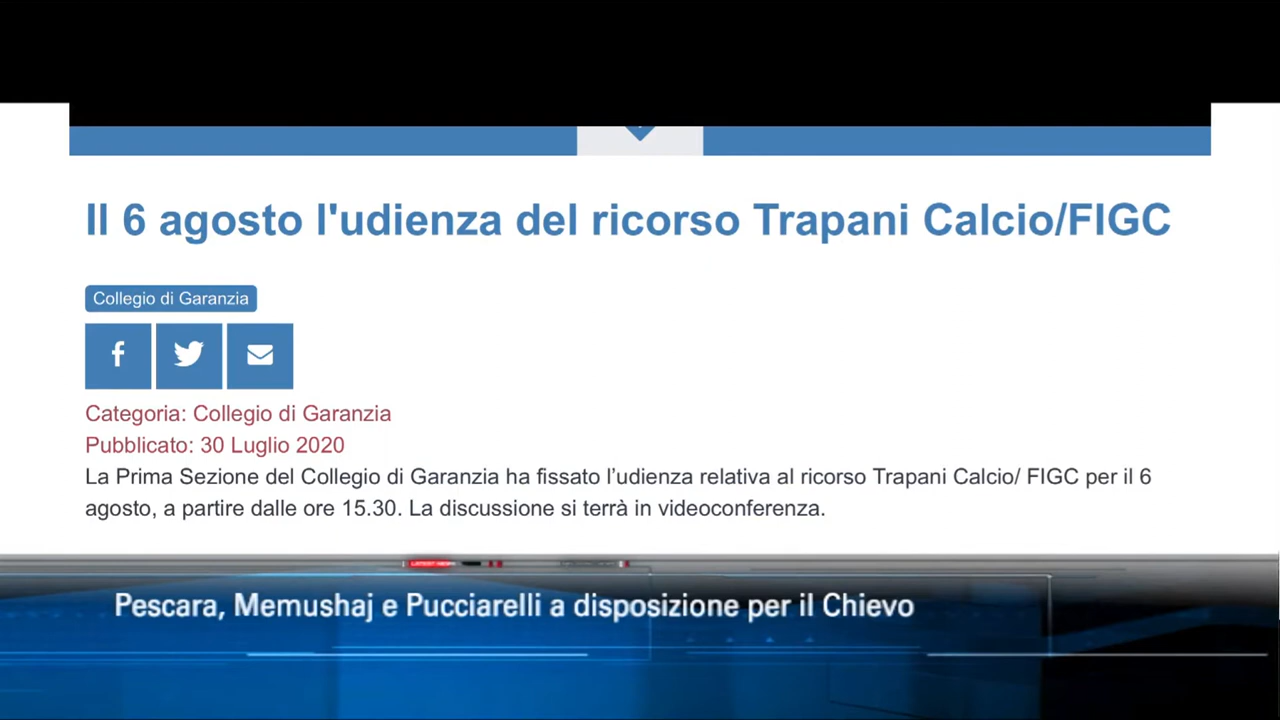 Il 6 agosto l'udienza del ricorso Trapani Calcio/FIGC
Collegio di Garanzia
Categoria: Collegio di Garanzia
Pubblicato: 30 Luglio 2020
La Prima Sezione del Collegio di Garanzia ha fissato l’udienza relativa al ricorso Trapani Calcio/ FIGC per il 6
agosto, a partire dalle ore 15.30. La discussione si terrà in videoconferenza.
LATEST NEWS
Pescara, Memushaj e Pucciarelli a disposizione per il Chievo